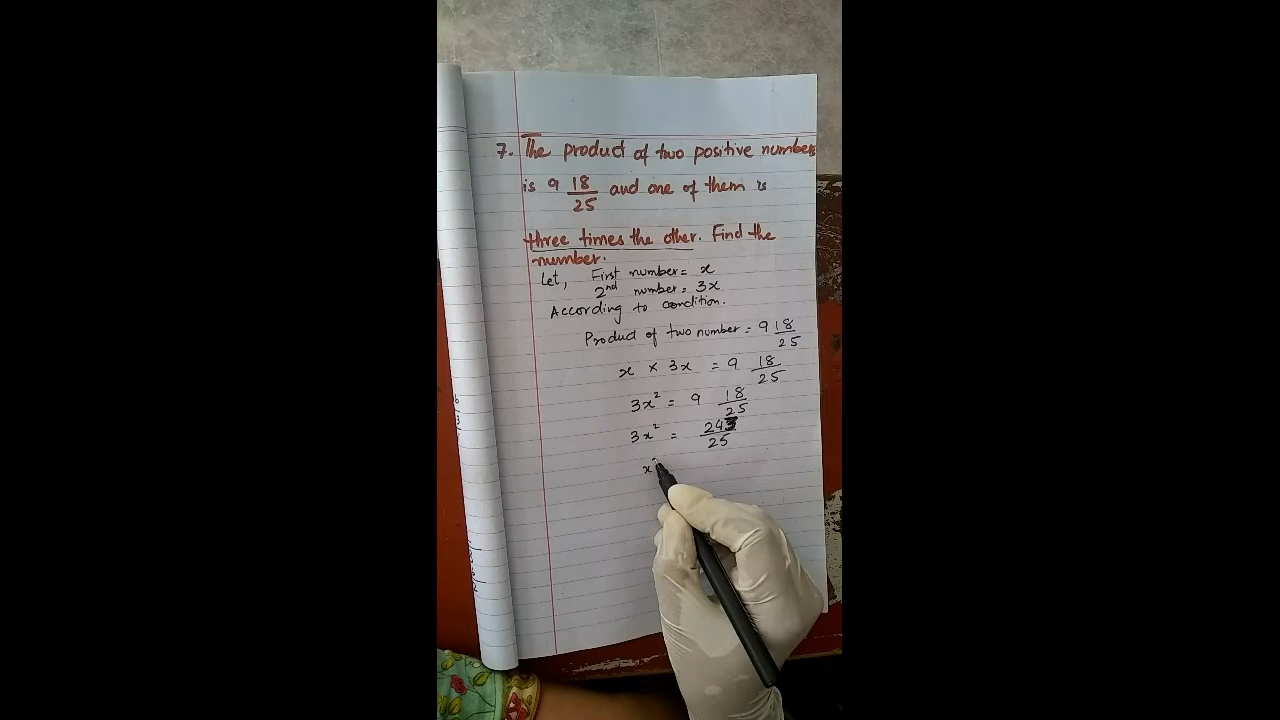 7. The product of two positive numbers
is 9 18/25 and one of them is
three times the other. Find the
number.
Let, First number = x
2nd number = 3x
According to condition.
Product of two number = 9 18/25
x × 3x = 9 18/25
3x² = 9 18/25
3x² = 243/25
x²